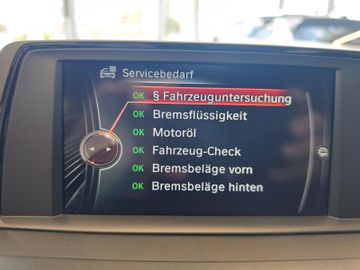 Servicebedarf
OK § Fahrzeuguntersuchung
OK Bremsflüssigkeit
OK Motoröl
OK Fahrzeug-Check
OK Bremsbeläge vorn
OK Bremsbeläge hinten